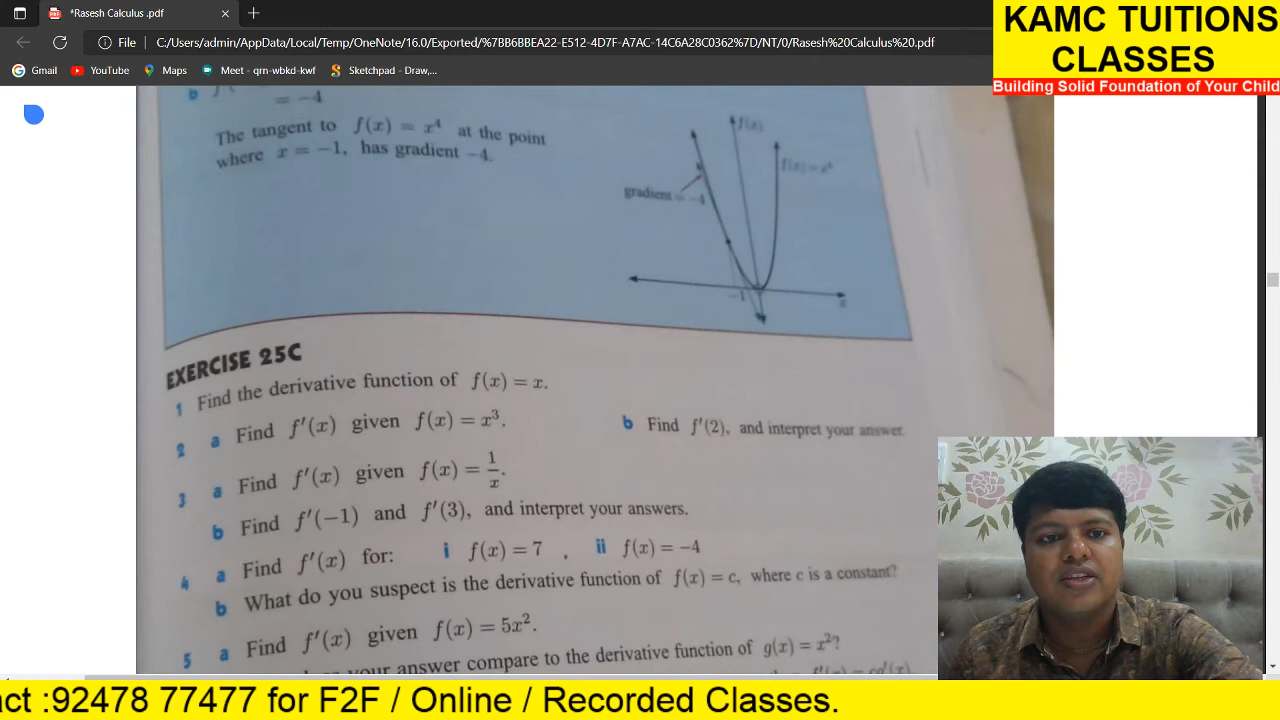 *Rasesh Calculus .pdf
KAMC TUITIONS
CLASSES
Building Solid Foundation of Your Child
File
C:/Users/admin/AppData/Local/Temp/OneNote/16.0/Exported/%7BB6BBEA22-E512-4D7F-A7AC-14C6A28C0362%7D/NT/0/Rasesh%20Calculus%20.pdf
Gmail YouTube Maps Meet - qrn-wbkd-kwf Sketchpad - Draw,...
b
= −4
The tangent to f(x) = x⁴ at the point
where x = −1, has gradient −4.
f(x)
f(x) = x⁴
gradient = −4
−1
x
EXERCISE 25C
1 Find the derivative function of f(x) = x.
2 a Find f′(x) given f(x) = x³. b Find f′(2), and interpret your answer.
3 a Find f′(x) given f(x) = 1/x.
b Find f′(−1) and f′(3), and interpret your answers.
4 a Find f′(x) for: i f(x) = 7 , ii f(x) = −4
b What do you suspect is the derivative function of f(x) = c, where c is a constant?
5 a Find f′(x) given f(x) = 5x².
your answer compare to the derivative function of g(x) = x²?
act :92478 77477 for F2F / Online / Recorded Classes.